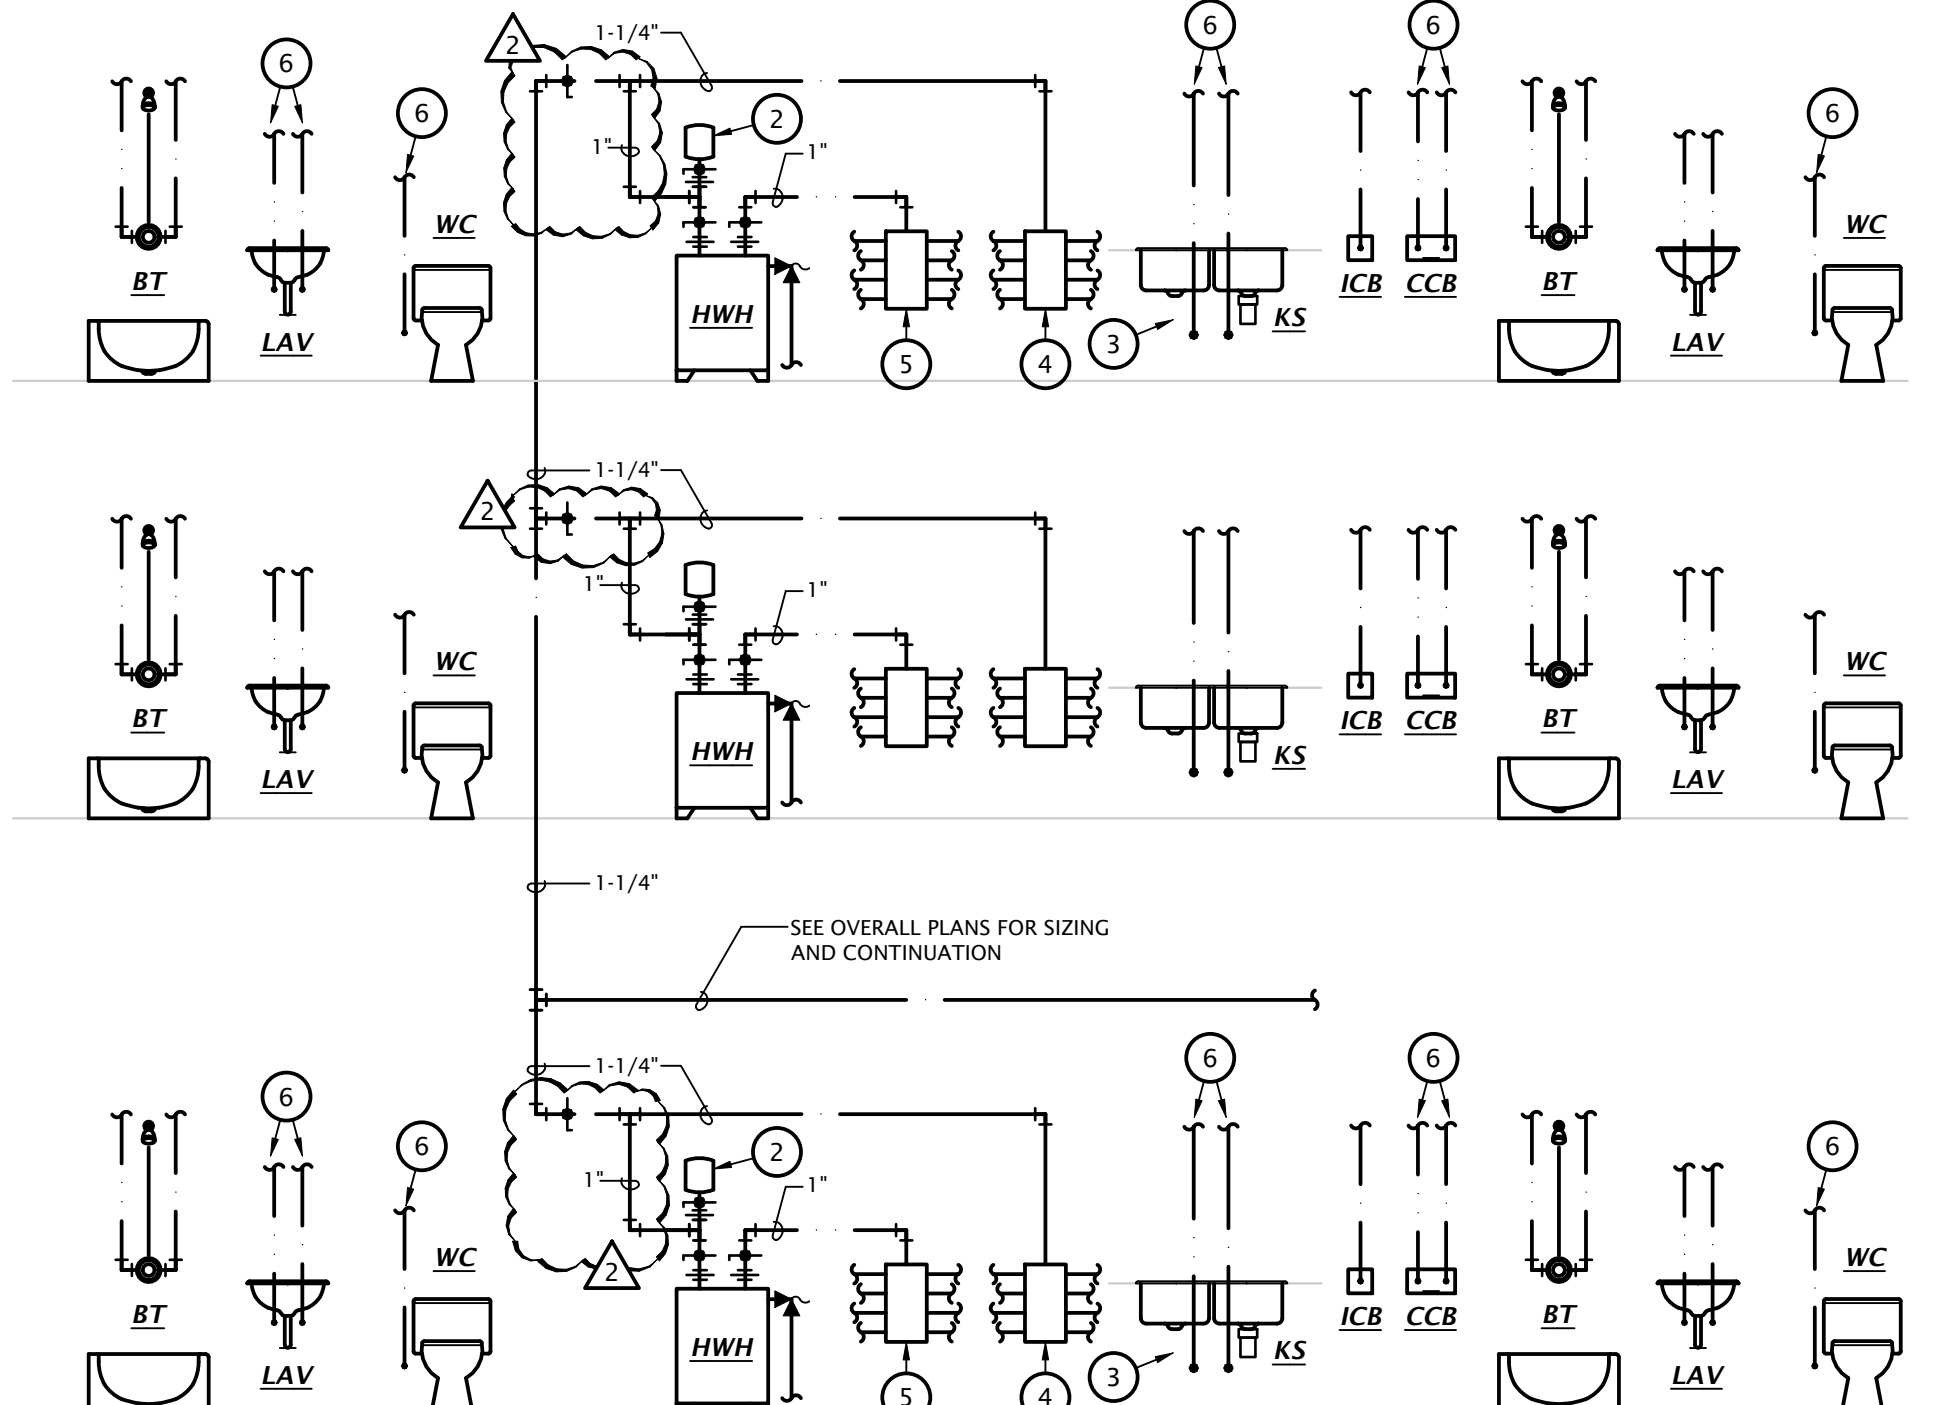 2
1-1/4"
6
6
6
6
2
6
1"
1"
WC
WC
BT
ICB
CCB
BT
HWH
KS
LAV
3
LAV
5
4
1-1/4"
2
1"
1"
WC
WC
BT
ICB
CCB
BT
HWH
KS
LAV
LAV
1-1/4"
SEE OVERALL PLANS FOR SIZING
AND CONTINUATION
1-1/4"
6
6
6
6
2
6
1"
1"
WC
WC
2
BT
ICB
CCB
BT
HWH
KS
LAV
3
LAV
5
4